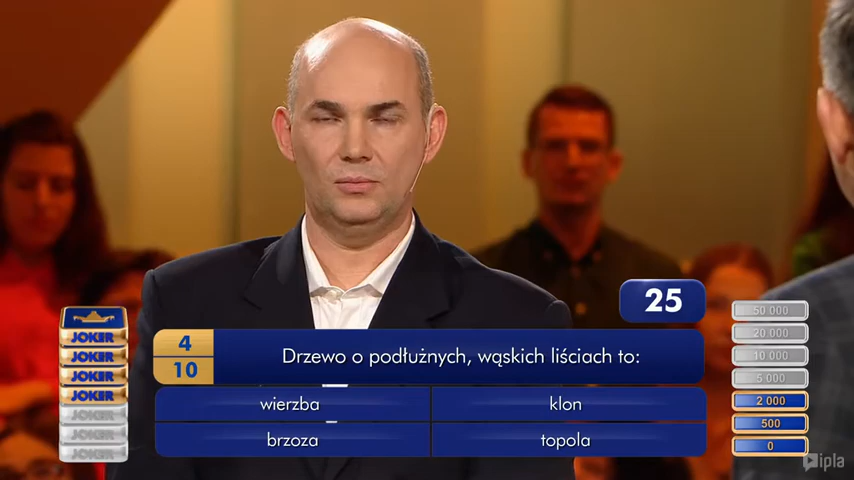 25
4
10
Drzewo o podłużnych, wąskich liściach to:
wierzba
klon
brzoza
topola
JOKER
JOKER
JOKER
JOKER
JOKER
JOKER
JOKER
50 000
20 000
10 000
5 000
2 000
500
0
ipla